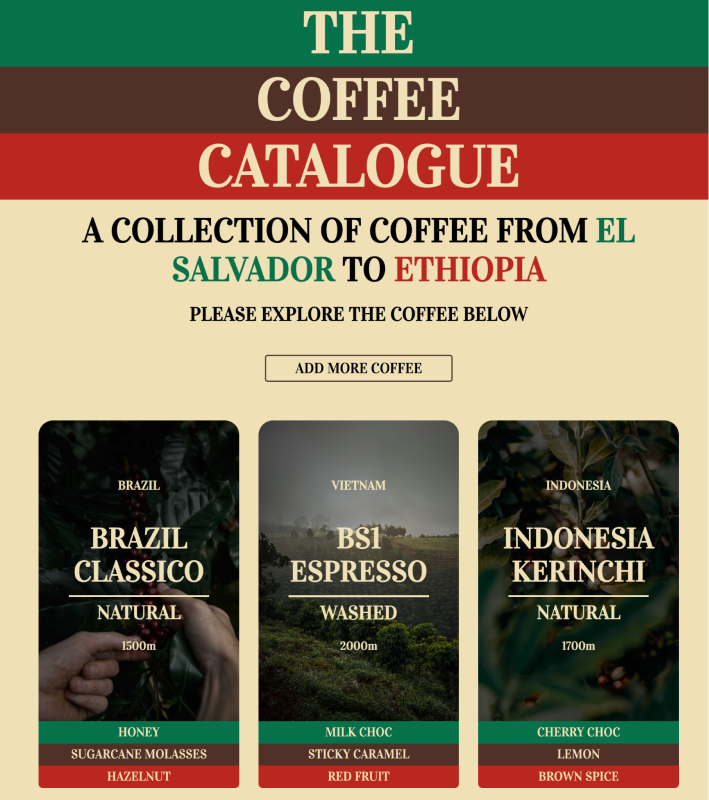 THE
COFFEE
CATALOGUE
A COLLECTION OF COFFEE FROM EL
SALVADOR TO ETHIOPIA
PLEASE EXPLORE THE COFFEE BELOW
ADD MORE COFFEE
BRAZIL
BRAZIL
CLASSICO
NATURAL
1500m
HONEY
SUGARCANE MOLASSES
HAZELNUT
VIETNAM
BS1
ESPRESSO
WASHED
2000m
MILK CHOC
STICKY CARAMEL
RED FRUIT
INDONESIA
INDONESIA
KERINCHI
NATURAL
1700m
CHERRY CHOC
LEMON
BROWN SPICE